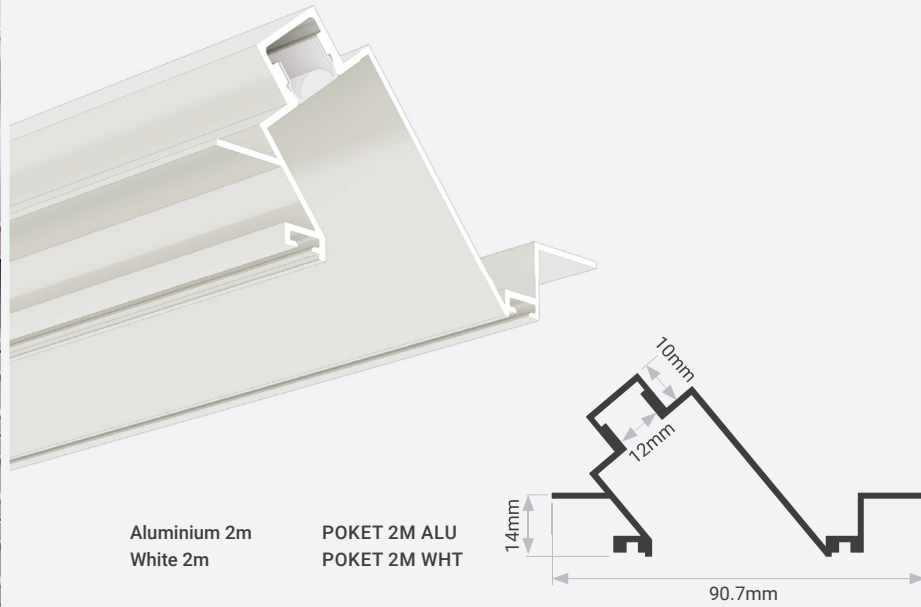 10mm
12mm
14mm
Aluminium 2m POKET 2M ALU
White 2m POKET 2M WHT
90.7mm